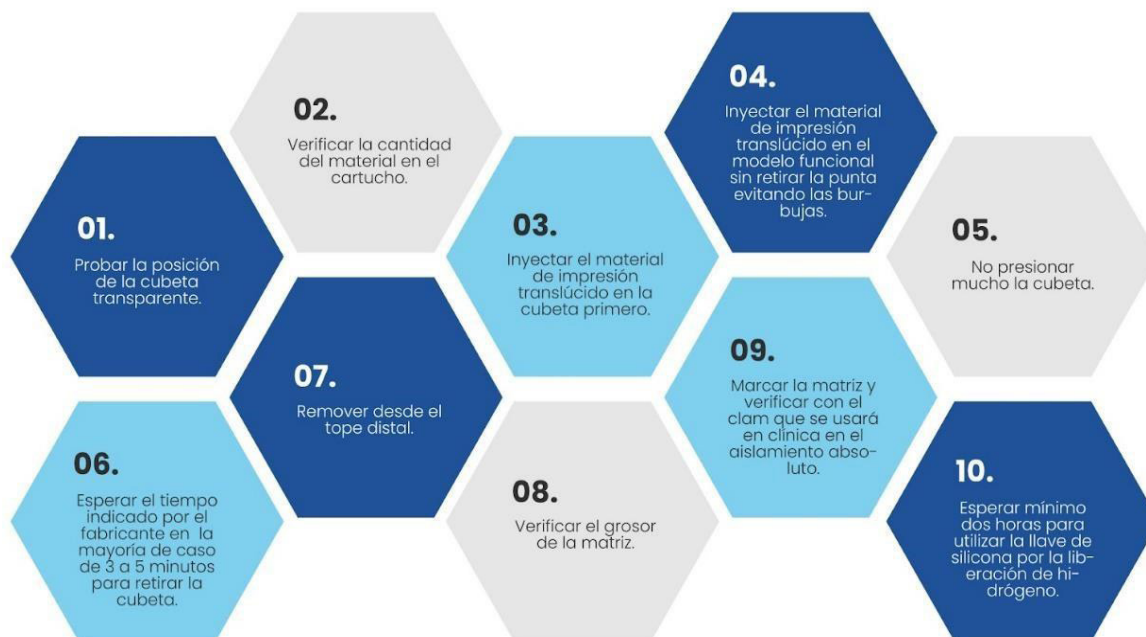 01.
Probar la posición
de la cubeta
transparente.
02.
Verificar la cantidad
del material en el
cartucho.
03.
Inyectar el material
de impresión
translúcido en la
cubeta primero.
04.
Inyectar el material
de impresión
translúcido en el
modelo funcional
sin retirar la punta
evitando las bur-
bujas.
05.
No presionar
mucho la cubeta.
06.
Esperar el tiempo
indicado por el
fabricante en la
mayoría de caso
de 3 a 5 minutos
para retirar la
cubeta.
07.
Remover desde el
tope distal.
08.
Verificar el grosor
de la matriz.
09.
Marcar la matriz y
verificar con el
clam que se usará
en clínica en el
aislamiento abso-
luto.
10.
Esperar mínimo
dos horas para
utilizar la llave de
silicona por la lib-
eración de hi-
drógeno.